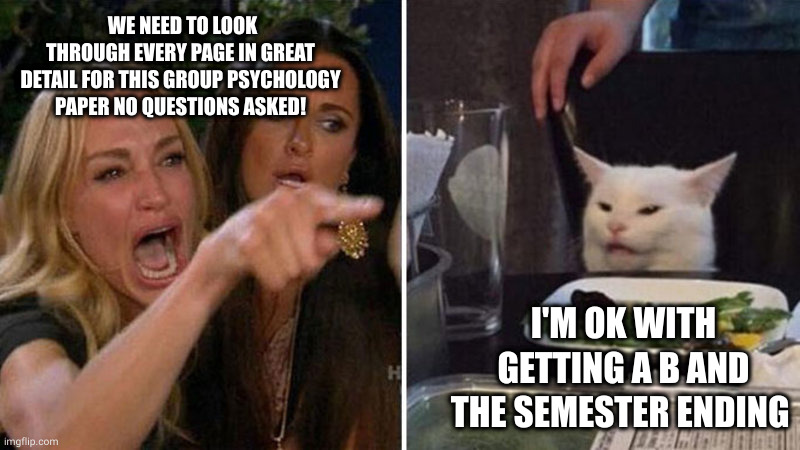 WE NEED TO LOOK
THROUGH EVERY PAGE IN GREAT
DETAIL FOR THIS GROUP PSYCHOLOGY
PAPER NO QUESTIONS ASKED!
I'M OK WITH
GETTING A B AND
THE SEMESTER ENDING
imgflip.com